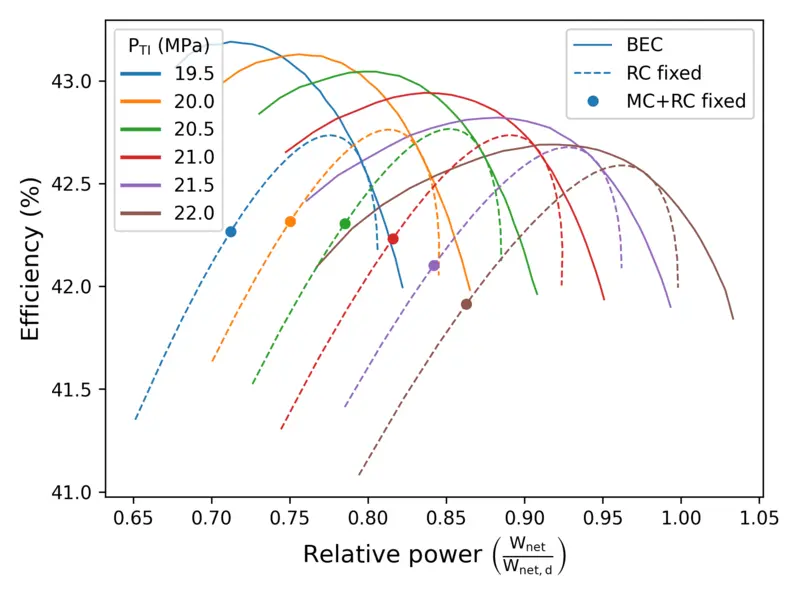 P_TI (MPa)
19.5
20.0
20.5
21.0
21.5
22.0
BEC
RC fixed
MC+RC fixed
Efficiency (%)
43.0
42.5
42.0
41.5
41.0
0.65 0.70 0.75 0.80 0.85 0.90 0.95 1.00 1.05
Relative power (W_net / W_net, d)